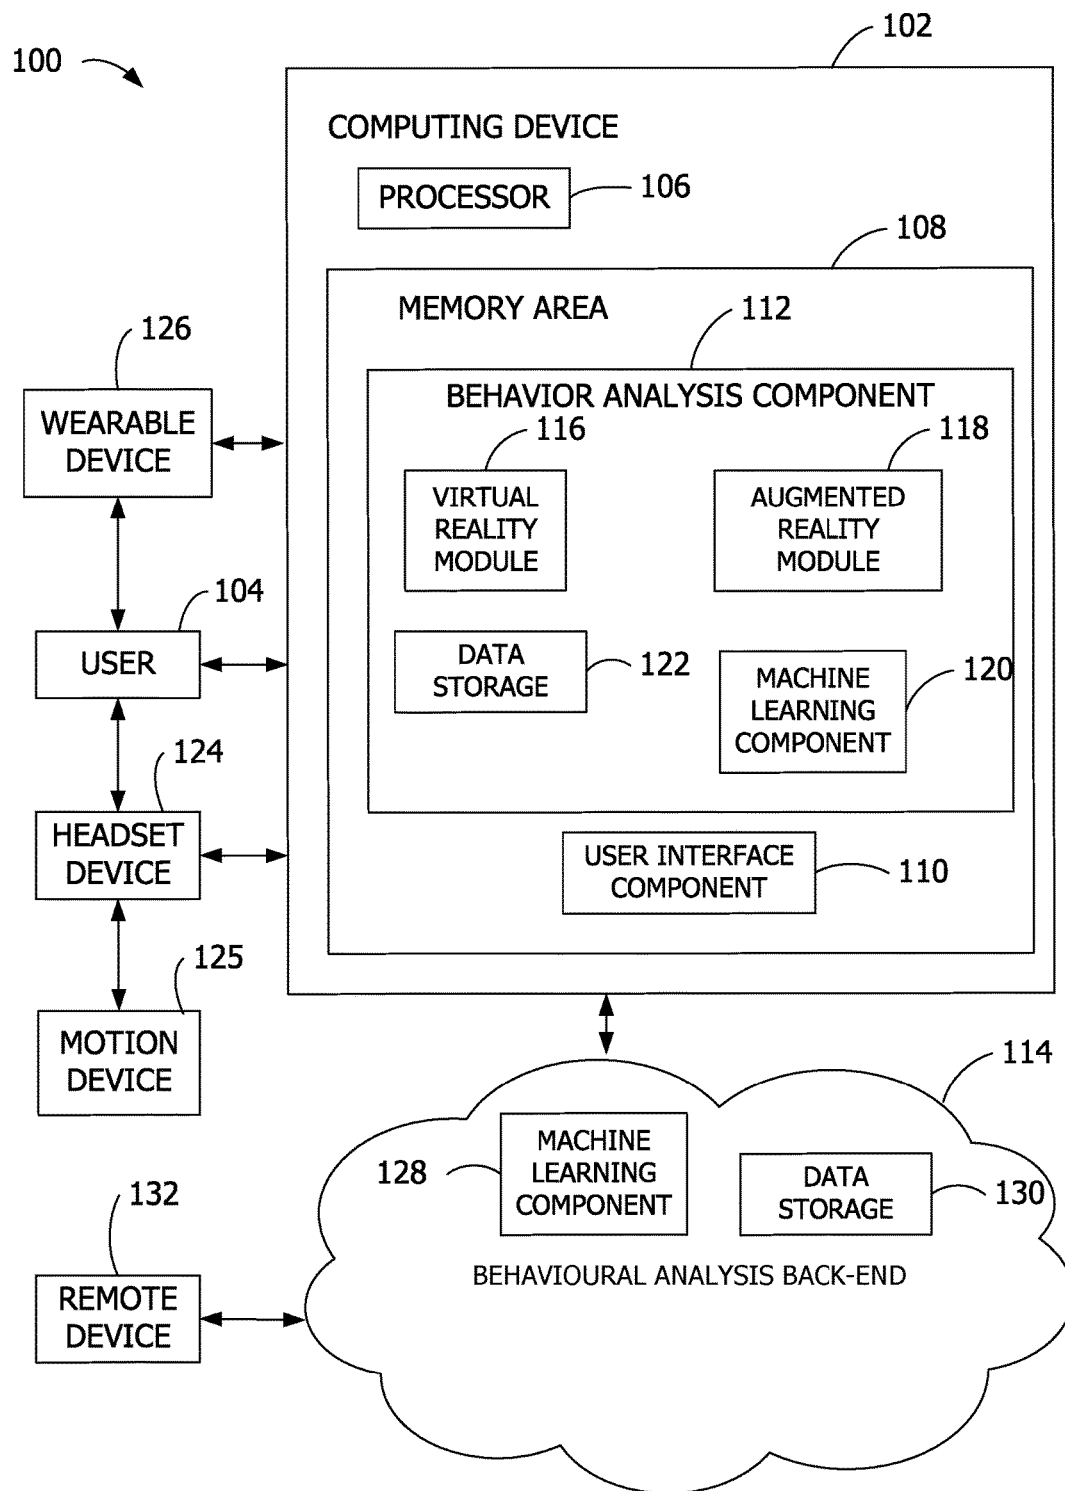 102
100
COMPUTING DEVICE
PROCESSOR
106
108
MEMORY AREA
112
126
BEHAVIOR ANALYSIS COMPONENT
WEARABLE
DEVICE
116
118
VIRTUAL
REALITY
MODULE
AUGMENTED
REALITY
MODULE
104
USER
DATA
STORAGE
122
MACHINE
LEARNING
COMPONENT
120
124
HEADSET
DEVICE
USER INTERFACE
COMPONENT
110
125
MOTION
DEVICE
114
MACHINE
LEARNING
COMPONENT
128
DATA
STORAGE
130
132
BEHAVIOURAL ANALYSIS BACK-END
REMOTE
DEVICE